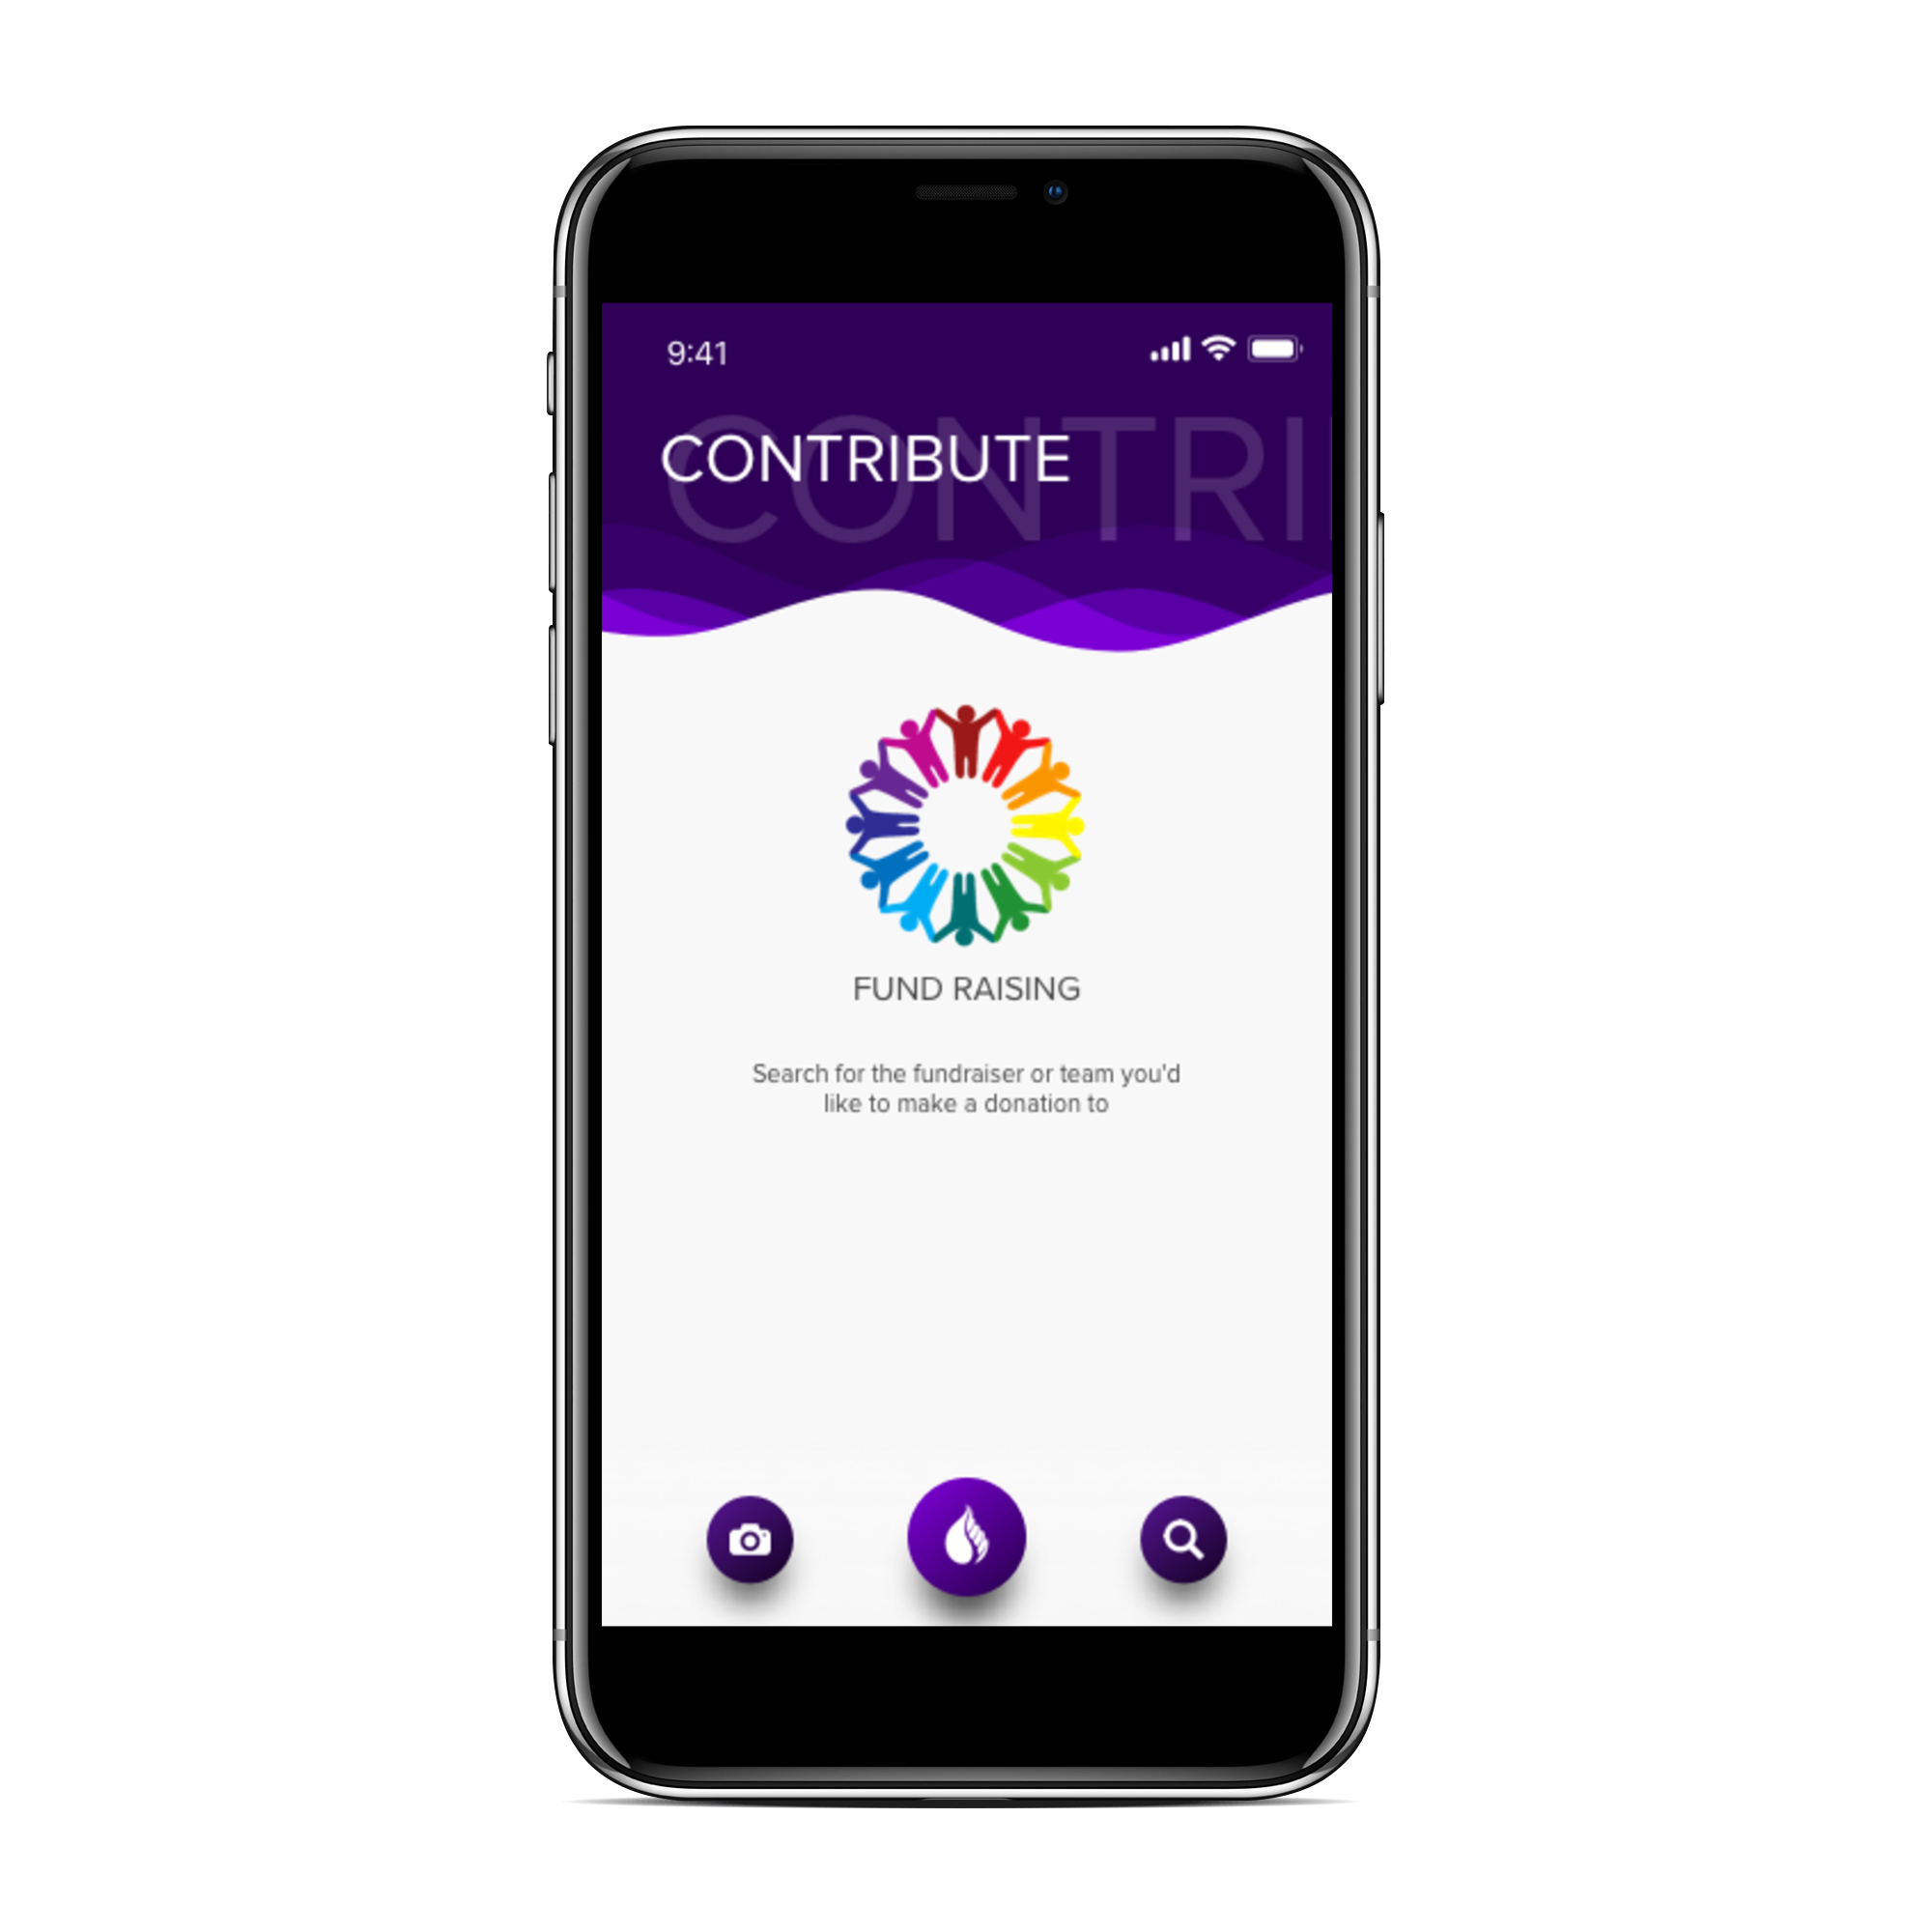 9:41
CONTRIBUTE
CONTRI
FUND RAISING
Search for the fundraiser or team you'd
like to make a donation to